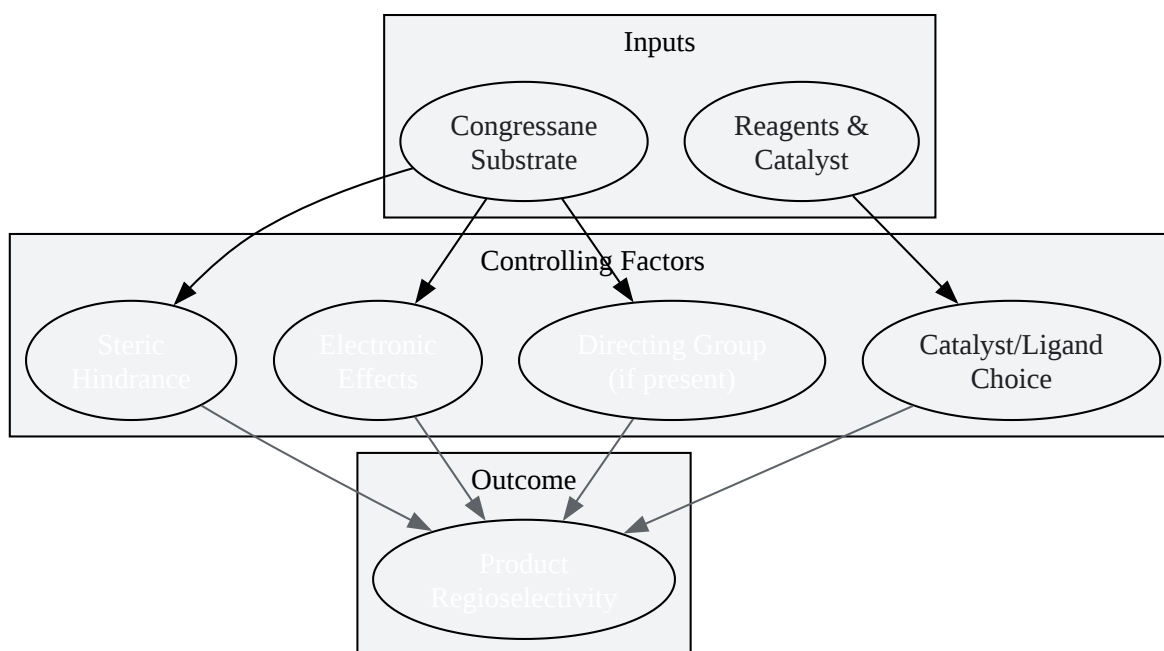 Inputs
Congressane
Substrate
Reagents &
Catalyst
Controlling Factors
Steric
Hindrance
Electronic
Effects
Directing Group
(if present)
Catalyst/Ligand
Choice
Outcome
Product
Regioselectivity